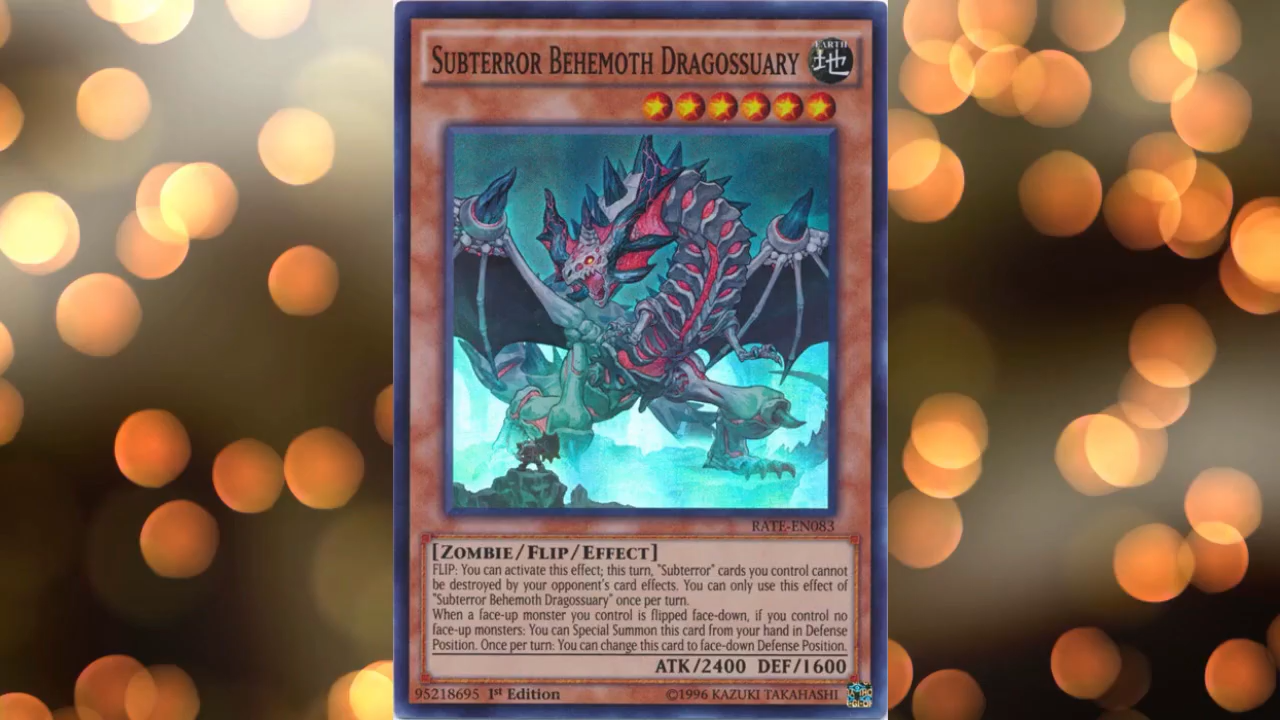 SUBTERROR BEHEMOTH DRAGOSSUARY
EARTH
地
RATE-EN083
[ZOMBIE/FLIP/EFFECT]
FLIP: You can activate this effect; this turn, "Subterror" cards you control cannot
be destroyed by your opponent's card effects. You can only use this effect of
"Subterror Behemoth Dragossuary" once per turn.
When a face-up monster you control is flipped face-down, if you control no
face-up monsters: You can Special Summon this card from your hand in Defense
Position. Once per turn: You can change this card to face-down Defense Position.
ATK/2400 DEF/1600
95218695 1st Edition ©1996 KAZUKI TAKAHASHI